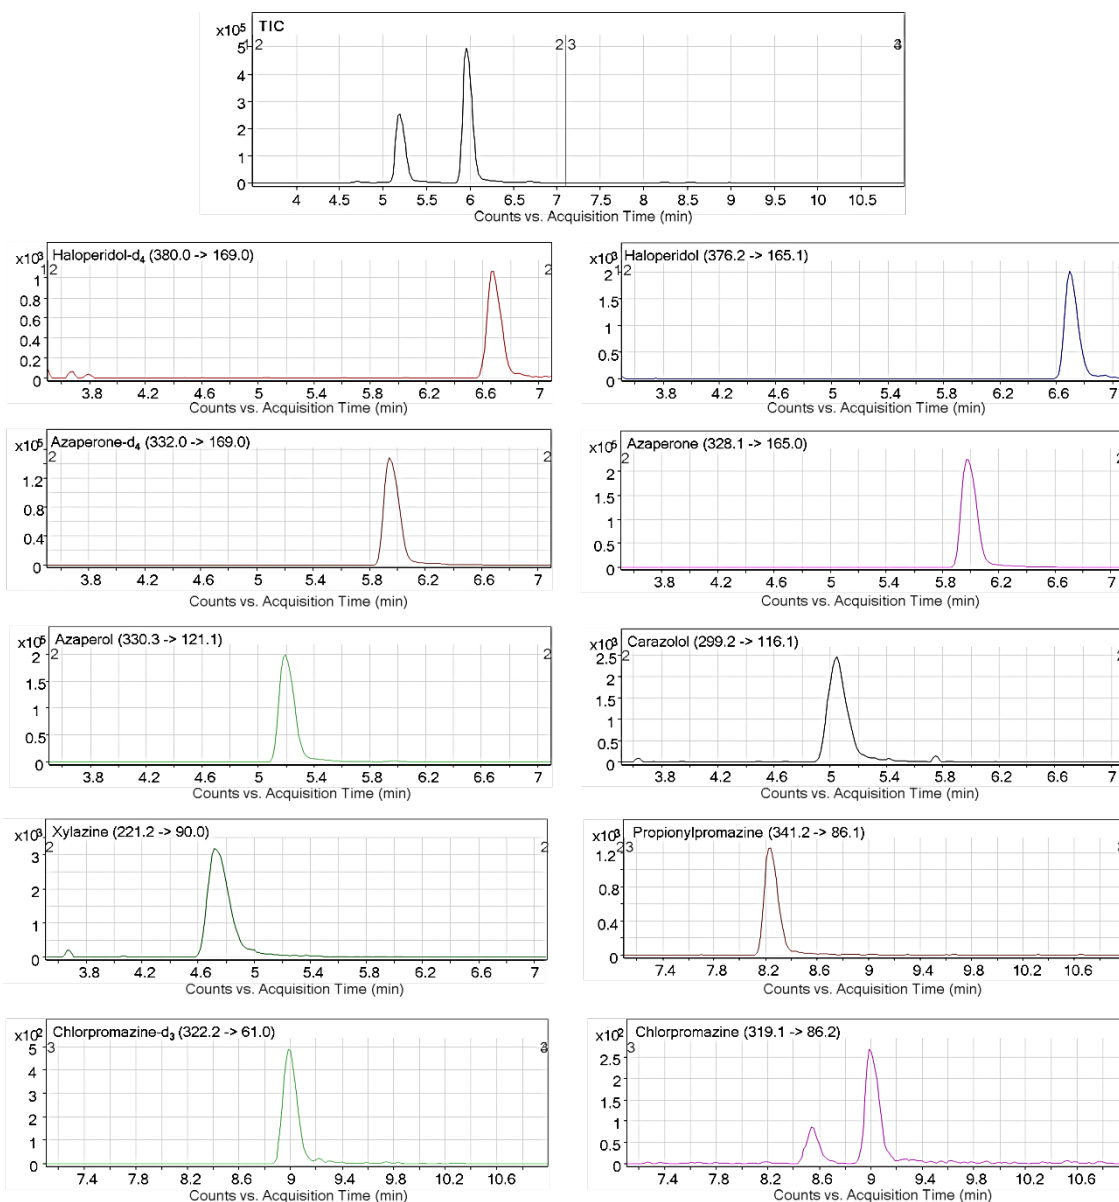 TIC
x10⁵
1 2
2 3
3 4
5
4
3
2
1
0
4 4.5 5 5.5 6 6.5 7 7.5 8 8.5 9 9.5 10 10.5
Counts vs. Acquisition Time (min)
Haloperidol-d₄ (380.0 -> 169.0)
x10³
12
2
1
0.8
0.6
0.4
0.2
0
3.8 4.2 4.6 5 5.4 5.8 6.2 6.6 7
Counts vs. Acquisition Time (min)
Haloperidol (376.2 -> 165.1)
x10³
12
2
1.5
1
0.5
0
3.8 4.2 4.6 5 5.4 5.8 6.2 6.6 7
Counts vs. Acquisition Time (min)
Azaperone-d₄ (332.0 -> 169.0)
x10⁵
2
2
1.2
0.8
0.4
0
3.8 4.2 4.6 5 5.4 5.8 6.2 6.6 7
Counts vs. Acquisition Time (min)
Azaperone (328.1 -> 165.0)
x10⁵
2
2
1.5
1
0.5
0
3.8 4.2 4.6 5 5.4 5.8 6.2 6.6 7
Counts vs. Acquisition Time (min)
Azaperol (330.3 -> 121.1)
x10⁵
2
2
2
1.5
1
0.5
0
3.8 4.2 4.6 5 5.4 5.8 6.2 6.6 7
Counts vs. Acquisition Time (min)
Carazolol (299.2 -> 116.1)
x10³
2
2.5
2
1.5
1
0.5
0
3.8 4.2 4.6 5 5.4 5.8 6.2 6.6 7
Counts vs. Acquisition Time (min)
Xylazine (221.2 -> 90.0)
x10³
2
2
3
2
1
0
3.8 4.2 4.6 5 5.4 5.8 6.2 6.6 7
Counts vs. Acquisition Time (min)
Propionylpromazine (341.2 -> 86.1)
x10³
23
1.2
0.8
0.4
0
7.4 7.8 8.2 8.6 9 9.4 9.8 10.2 10.6
Counts vs. Acquisition Time (min)
Chlorpromazine-d₃ (322.2 -> 61.0)
x10²
3
5
4
3
2
1
0
7.4 7.8 8.2 8.6 9 9.4 9.8 10.2 10.6
Counts vs. Acquisition Time (min)
Chlorpromazine (319.1 -> 86.2)
x10²
3
2.5
2
1.5
1
0.5
0
7.4 7.8 8.2 8.6 9 9.4 9.8 10.2 10.6
Counts vs. Acquisition Time (min)